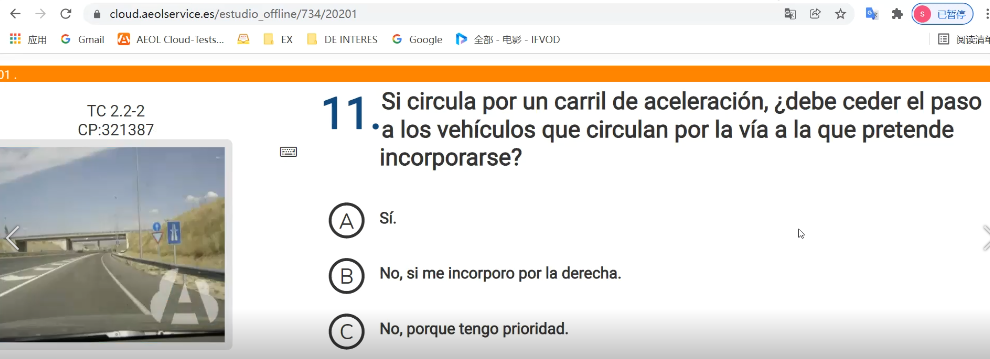 cloud.aeolservice.es/estudio_offline/734/20201
S 已暂停
应用 Gmail AEOL Cloud-Tests... EX DE INTERES Google 全部 - 电影 - IFVOD 阅读清单
01 .
TC 2.2-2
CP:321387
11. Si circula por un carril de aceleración, ¿debe ceder el paso
a los vehículos que circulan por la vía a la que pretende
incorporarse?
A Sí.
B No, si me incorporo por la derecha.
C No, porque tengo prioridad.